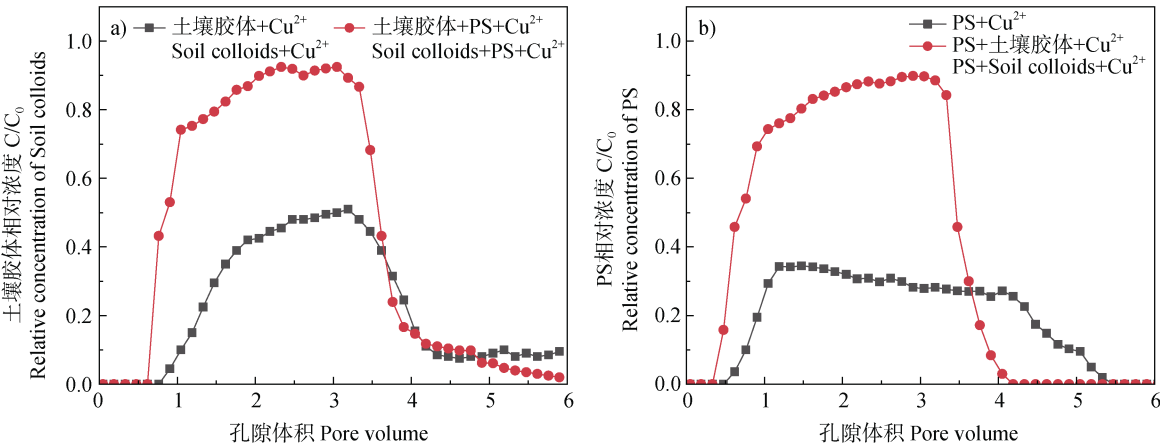 a)
土壤胶体+Cu²⁺
Soil colloids+Cu²⁺
土壤胶体+PS+Cu²⁺
Soil colloids+PS+Cu²⁺
1.0
0.8
0.6
0.4
0.2
0.0
土壤胶体相对浓度 C/C₀
Relative concentration of Soil colloids
0 1 2 3 4 5 6
孔隙体积 Pore volume
b)
PS+Cu²⁺
PS+土壤胶体+Cu²⁺
PS+Soil colloids+Cu²⁺
1.0
0.8
0.6
0.4
0.2
0.0
PS相对浓度 C/C₀
Relative concentration of PS
0 1 2 3 4 5 6
孔隙体积 Pore volume